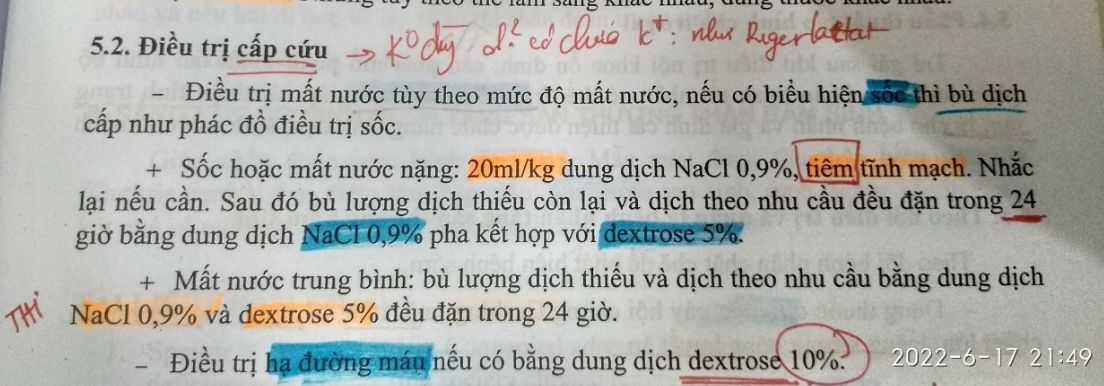 5.2. Điều trị cấp cứu → K° dùng d² có chứa K⁺: như Rigerlactat
– Điều trị mất nước tùy theo mức độ mất nước, nếu có biểu hiện sốc thì bù dịch
cấp như phác đồ điều trị sốc.
+ Sốc hoặc mất nước nặng: 20ml/kg dung dịch NaCl 0,9%, tiêm tĩnh mạch. Nhắc
lại nếu cần. Sau đó bù lượng dịch thiếu còn lại và dịch theo nhu cầu đều đặn trong 24
giờ bằng dung dịch NaCl 0,9% pha kết hợp với dextrose 5%.
+ Mất nước trung bình: bù lượng dịch thiếu và dịch theo nhu cầu bằng dung dịch
THI NaCl 0,9% và dextrose 5% đều đặn trong 24 giờ.
– Điều trị hạ đường máu nếu có bằng dung dịch dextrose 10%.
2022-6-17 21:49